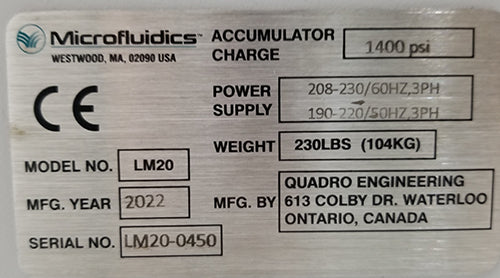 Microfluidics™
WESTWOOD, MA, 02090 USA
ACCUMULATOR CHARGE 1400 psi
POWER SUPPLY 208-230/60HZ,3PH
190-220/50HZ,3PH
CE
WEIGHT 230LBS (104KG)
MODEL NO. LM20
MFG. YEAR 2022
MFG. BY QUADRO ENGINEERING
613 COLBY DR. WATERLOO
ONTARIO, CANADA
SERIAL NO. LM20-0450